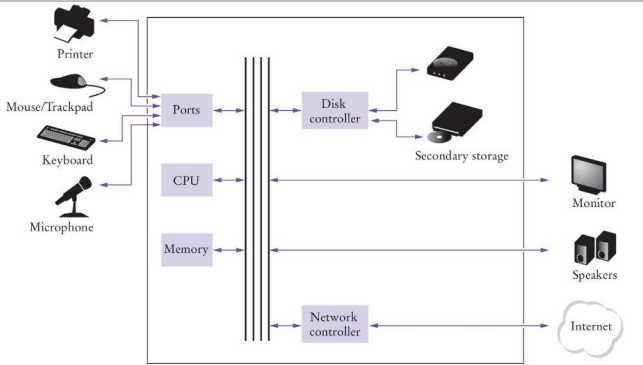 Printer
Mouse/Trackpad
Keyboard
Microphone
Ports
CPU
Memory
Disk
controller
Secondary storage
Network
controller
Monitor
Speakers
Internet